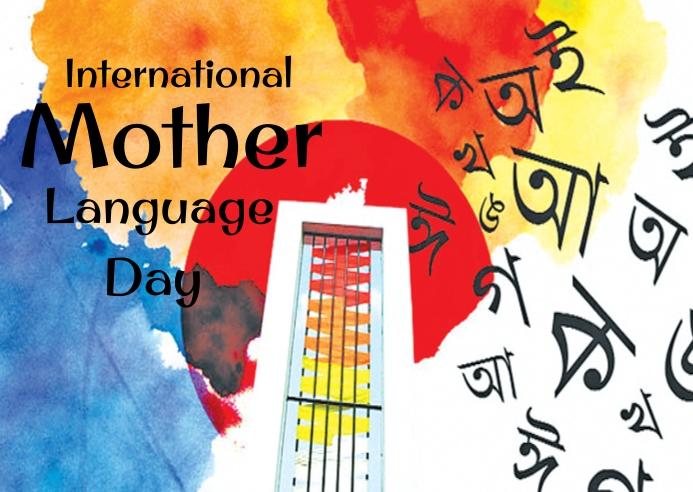 International
Mother
Language
Day
ক
অ
ঈ
খ
আ
ঙ
ঈ
গ
অ
ক
আ
খ
ঈ